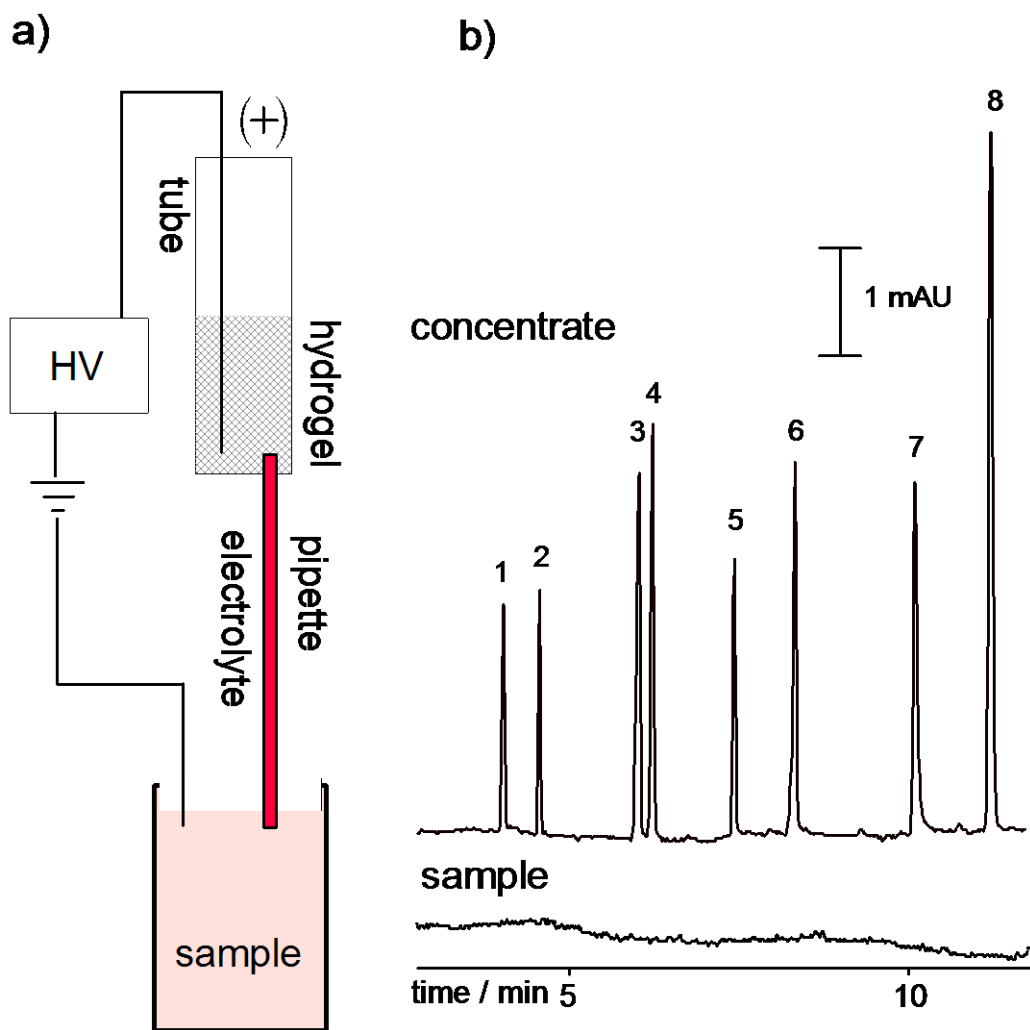 a)
(+)
tube
HV
hydrogel
pipette
electrolyte
sample
b)
8
1 mAU
concentrate
4
3
6
7
5
1
2
sample
time / min
5
10